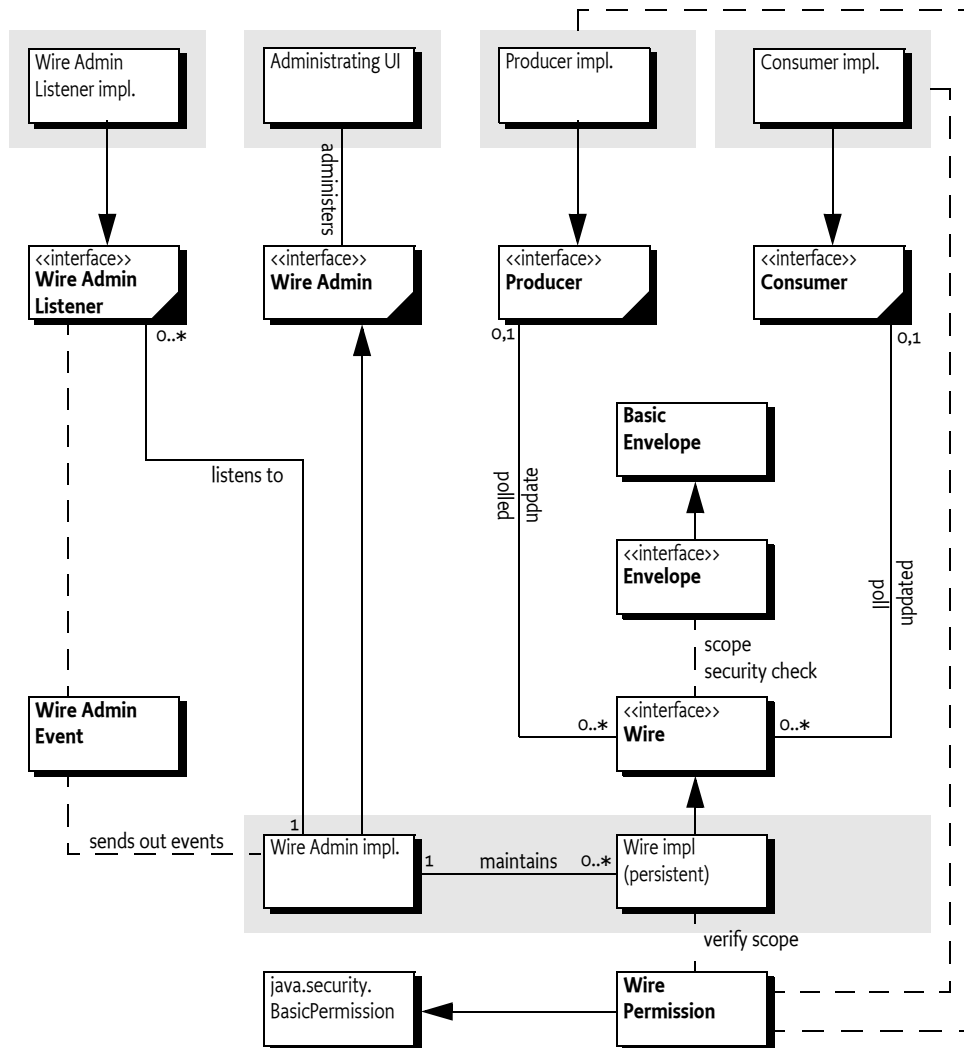 Wire Admin
Listener impl.
Administrating UI
Producer impl.
Consumer impl.
administers
<<interface>>
Wire Admin
Listener
<<interface>>
Wire Admin
<<interface>>
Producer
<<interface>>
Consumer
0..*
0,1
0,1
Basic
Envelope
listens to
polled
update
<<interface>>
Envelope
poll
updated
scope
security check
Wire Admin
Event
<<interface>>
Wire
0..*
0..*
sends out events
1
Wire Admin impl.
1
maintains
0..*
Wire impl
(persistent)
verify scope
java.security.
BasicPermission
Wire
Permission